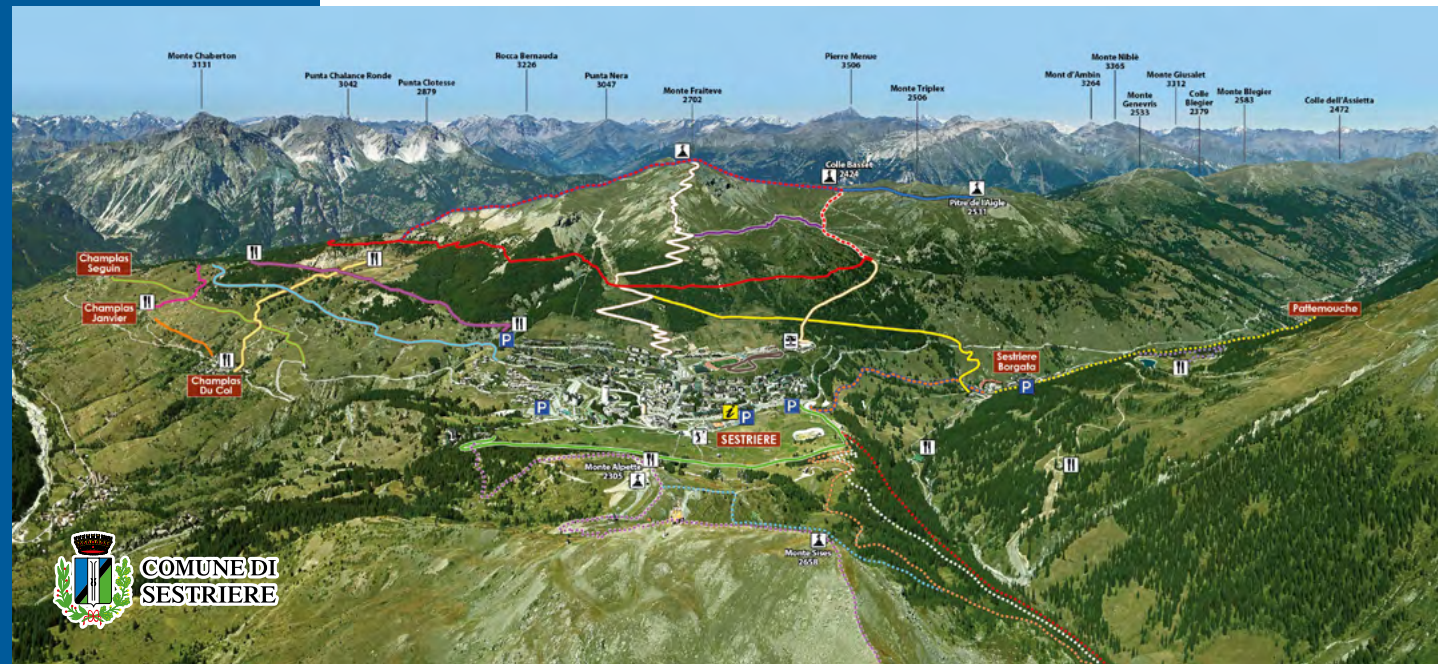 Monte Chaberton
3131
Punta Chalance Ronde
3042
Punta Clotesse
2879
Rocca Bernauda
3226
Punta Nera
3047
Monte Fraiteve
2702
Pierre Menue
3506
Monte Triplex
2506
Mont d'Ambin
3264
Monte Niblè
3365
Monte
Genevris
2533
Monte Giusalet
3312
Colle
Blegier
2379
Monte Blegier
2583
Colle dell'Assietta
2472
Colle Basset
2424
Pitre de l'Aigle
2531
Champlas
Seguin
Champlas
Janvier
Champlas
Du Col
P
Pattemouche
Sestriere
Borgata
P
P
i
P
P
SESTRIERE
Monte Alpette
2305
Monte Sises
2658
COMUNE DI
SESTRIERE